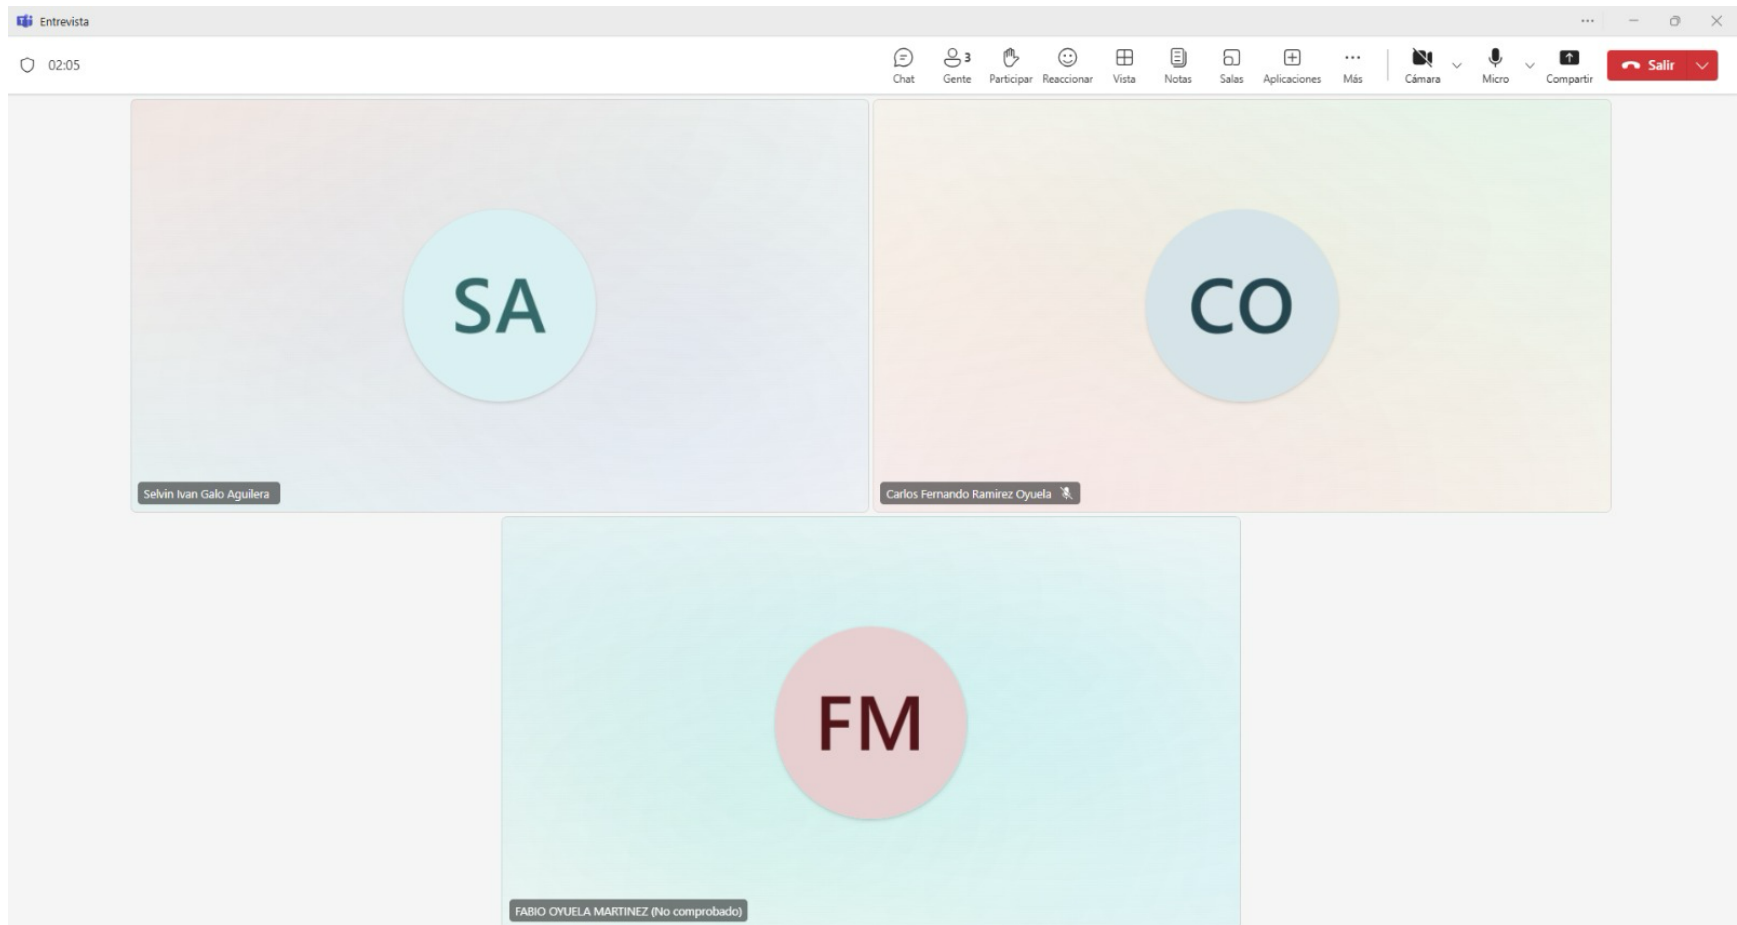 Entrevista
02:05
3
Chat Gente Participar Reaccionar Vista Notas Salas Aplicaciones Más Cámara Micro Compartir Salir
SA
CO
Selvin Ivan Galo Aguilera
Carlos Fernando Ramirez Oyuela
FM
FABIO OYUELA MARTINEZ (No comprobado)